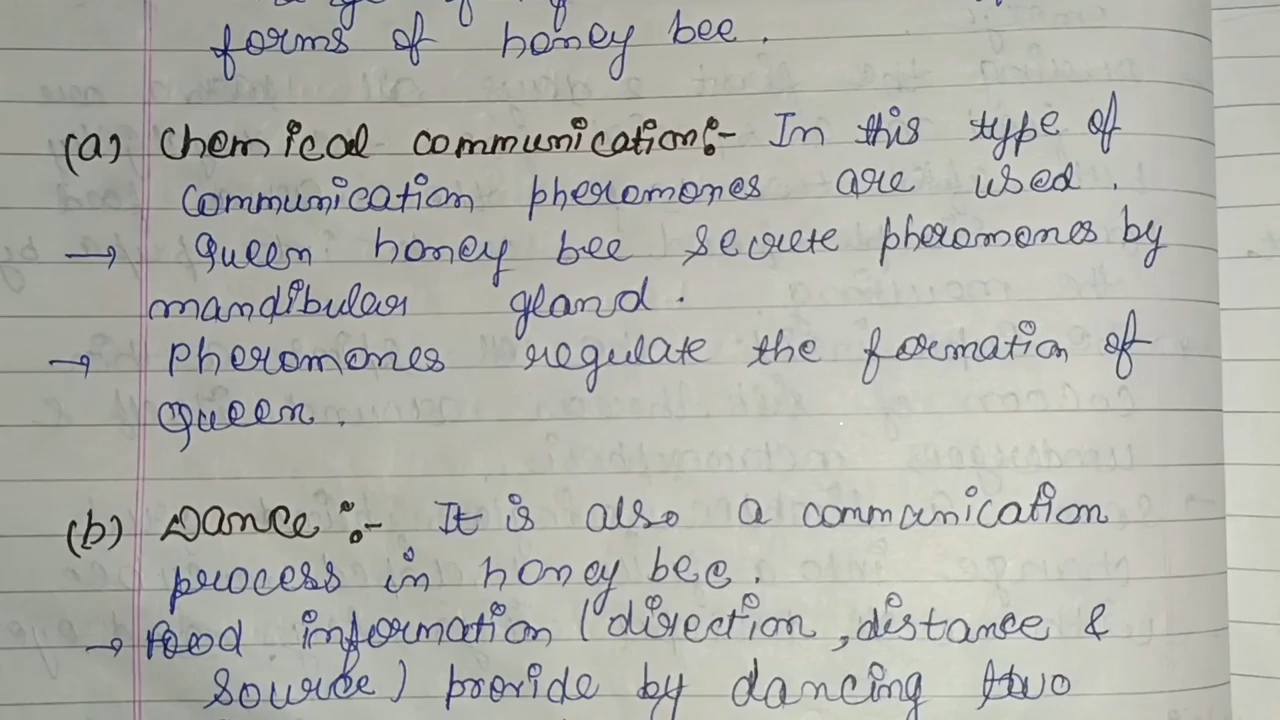 forms of honey bee.
(a) Chemical communication:- In this type of
communication pheromones are used.
→ Queen honey bee secrete pheromones by
mandibular gland.
→ Pheromones regulate the formation of
queen.
(b) Dance:- It is also a communication
process in honey bee.
→ Food information (direction, distance &
source) provide by dancing two